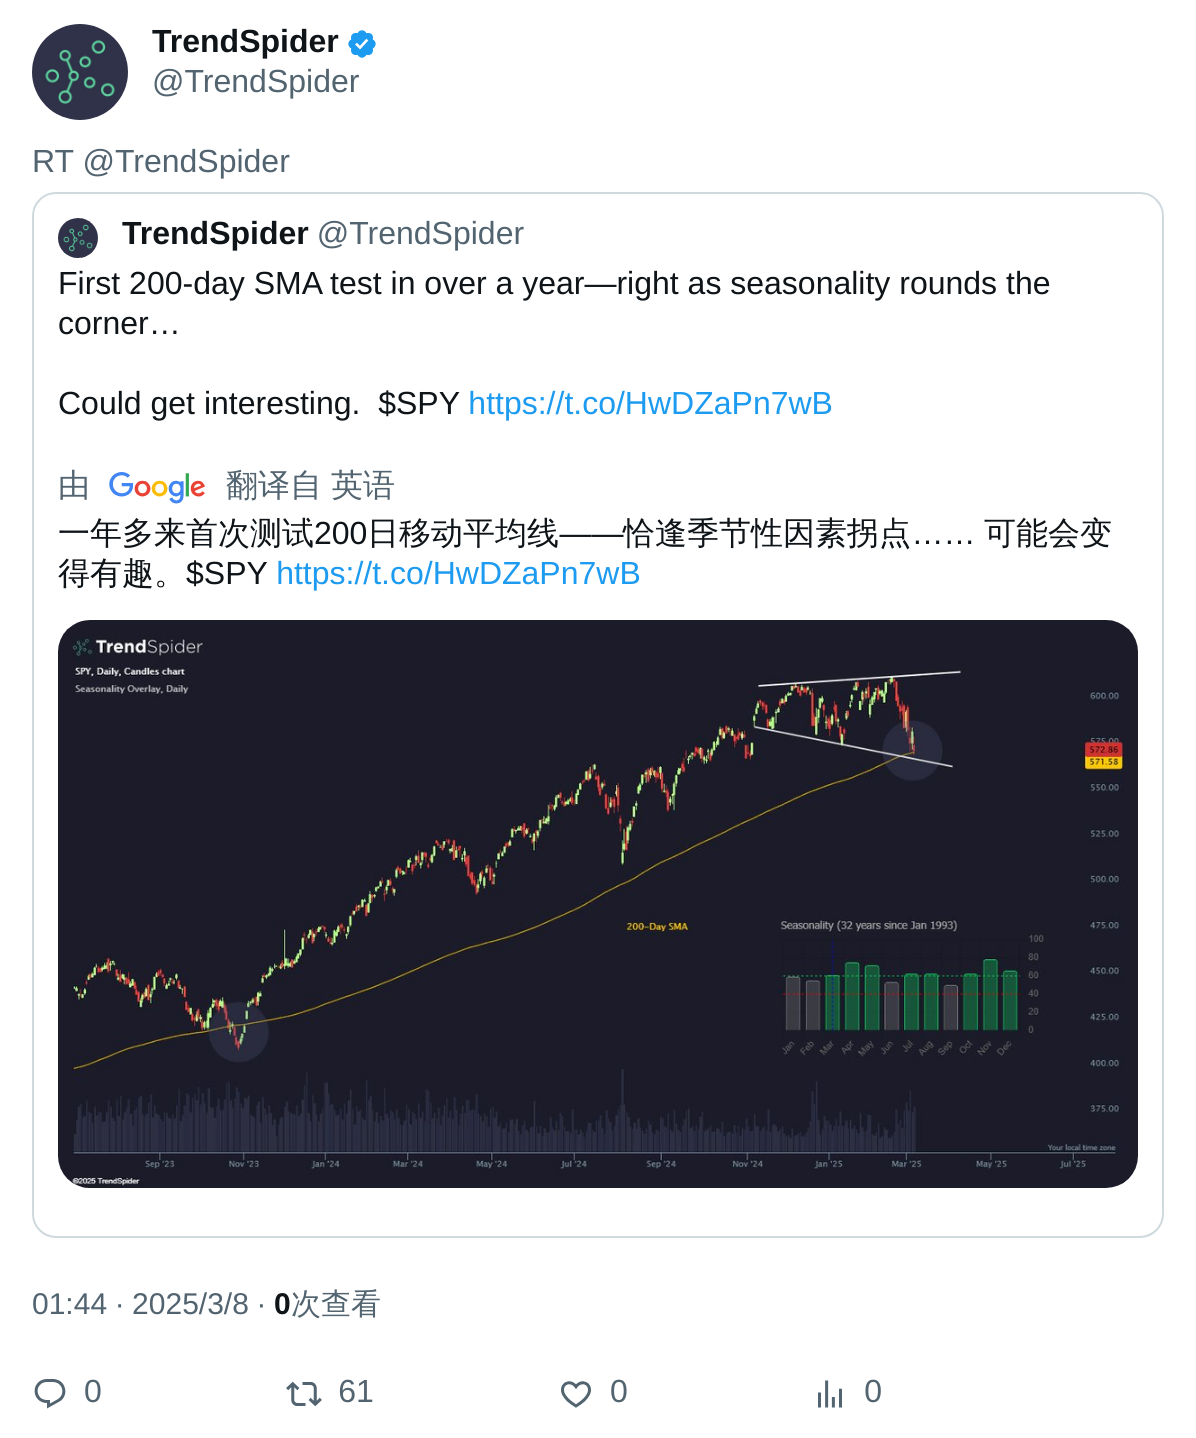 TrendSpider
@TrendSpider
RT @TrendSpider
TrendSpider @TrendSpider
First 200-day SMA test in over a year—right as seasonality rounds the
corner…
Could get interesting.  $SPY https://t.co/HwDZaPn7wB
由 Google 翻译自 英语
一年多来首次测试200日移动平均线——恰逢季节性因素拐点…… 可能会变
得有趣。$SPY https://t.co/HwDZaPn7wB
TrendSpider
SPY, Daily, Candles chart
Seasonality Overlay, Daily
600.00
575.00
572.86
571.58
550.00
525.00
500.00
475.00
450.00
425.00
400.00
375.00
200-Day SMA
Seasonality (32 years since Jan 1993)
100
80
60
40
20
0
Jan Feb Mar Apr May Jun Jul Aug Sep Oct Nov Dec
Your local time zone
Sep '23 Nov '23 Jan '24 Mar '24 May '24 Jul '24 Sep '24 Nov '24 Jan '25 Mar '25 May '25 Jul '25
©2025 TrendSpider
01:44 · 2025/3/8 · 0次查看
0 61 0 0